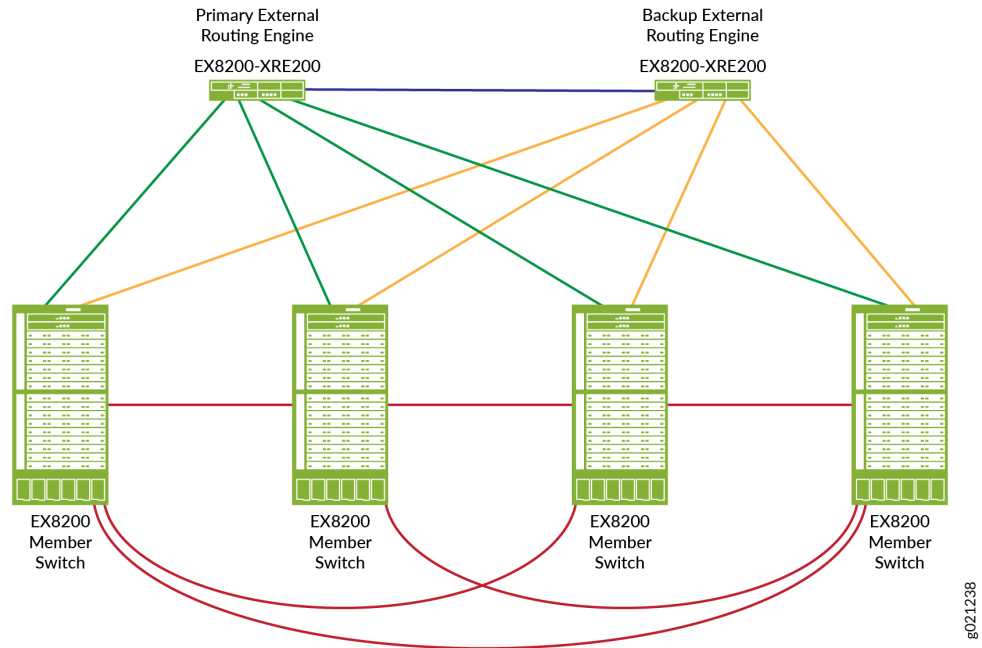 Primary External
Routing Engine
EX8200-XRE200
Backup External
Routing Engine
EX8200-XRE200
EX8200
Member
Switch
EX8200
Member
Switch
EX8200
Member
Switch
EX8200
Member
Switch
g021238